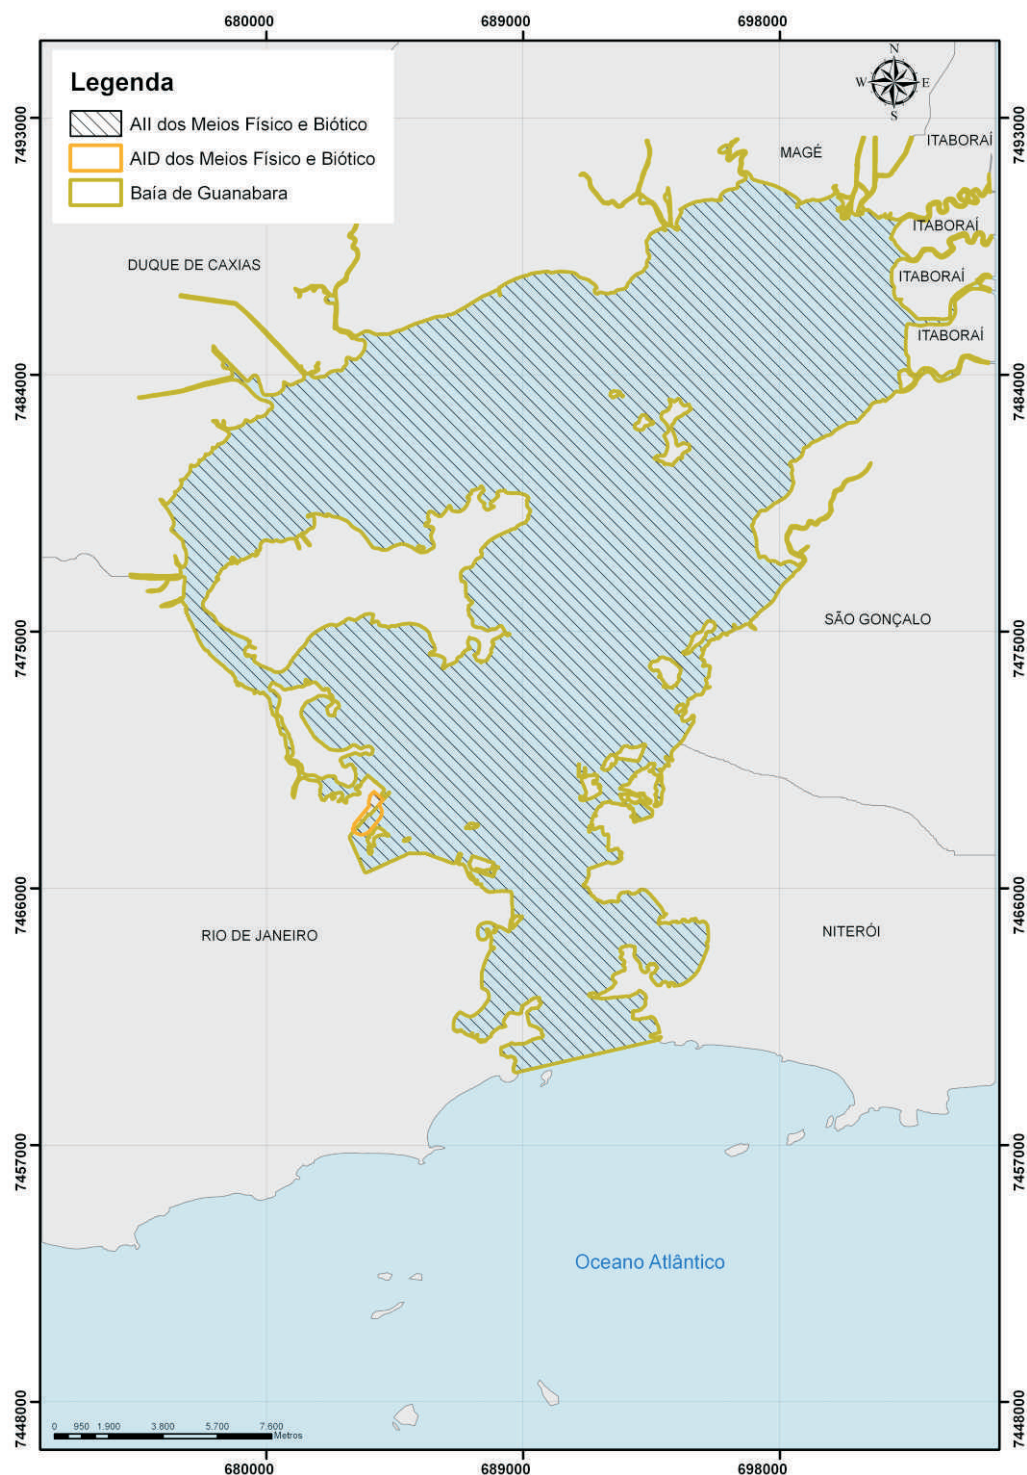 680000 689000 698000
Legenda
AII dos Meios Físico e Biótico
AID dos Meios Físico e Biótico
Baía de Guanabara
N
W E
S
7493000 7493000
MAGÉ
ITABORAÍ
ITABORAÍ
DUQUE DE CAXIAS
ITABORAÍ
ITABORAÍ
7484000 7484000
SÃO GONÇALO
7475000 7475000
7466000 7466000
RIO DE JANEIRO
NITERÓI
7457000 7457000
Oceano Atlântico
7448000 7448000
0 950 1.900 3.800 5.700 7.600
Metros
680000 689000 698000